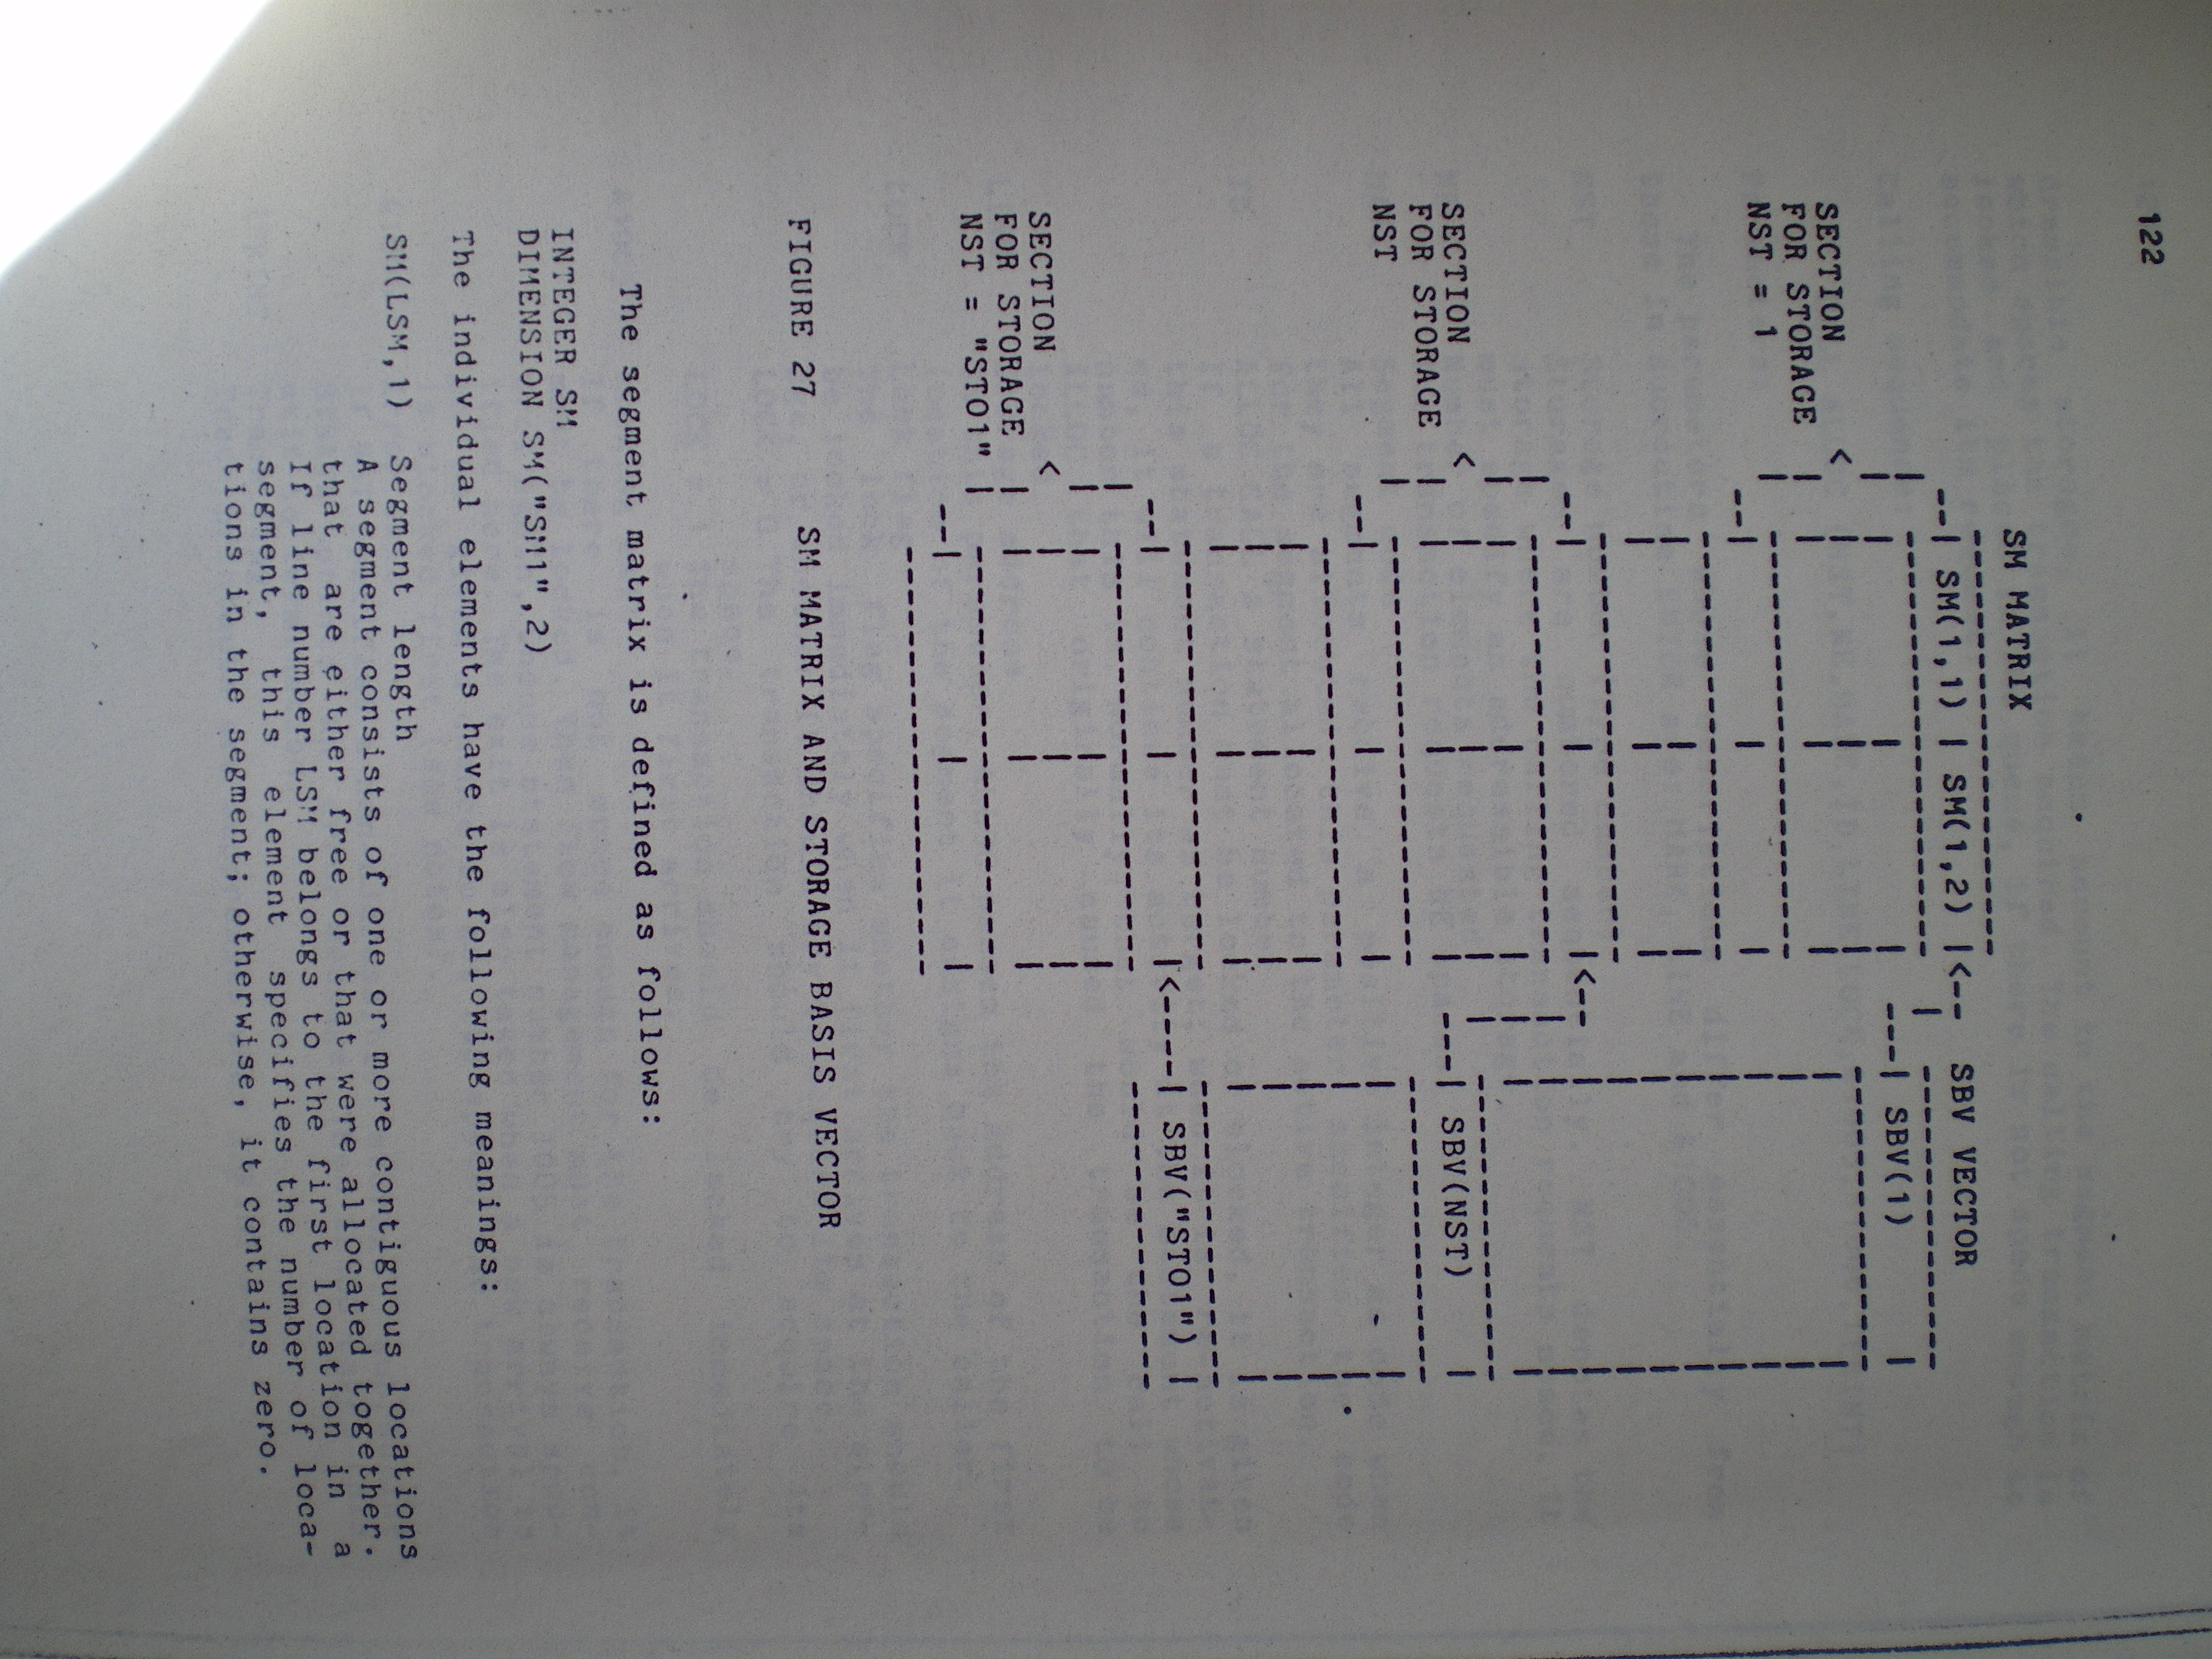 122
SM MATRIX
SBV VECTOR
SM(1,1) | SM(1,2)
SBV(1)
SECTION
FOR STORAGE
NST = 1
SECTION
FOR STORAGE
NST
SBV(NST)
SBV("STO1")
SECTION
FOR STORAGE
NST = "STO1"
FIGURE 27 SM MATRIX AND STORAGE BASIS VECTOR
The segment matrix is defined as follows:
INTEGER SM
DIMENSION SM("SM1",2)
The individual elements have the following meanings:
SM(LSM,1) Segment length
A segment consists of one or more contiguous locations
that are either free or that were allocated together.
If line number LSM belongs to the first location in a
segment, this element specifies the number of loca-
tions in the segment; otherwise, it contains zero.